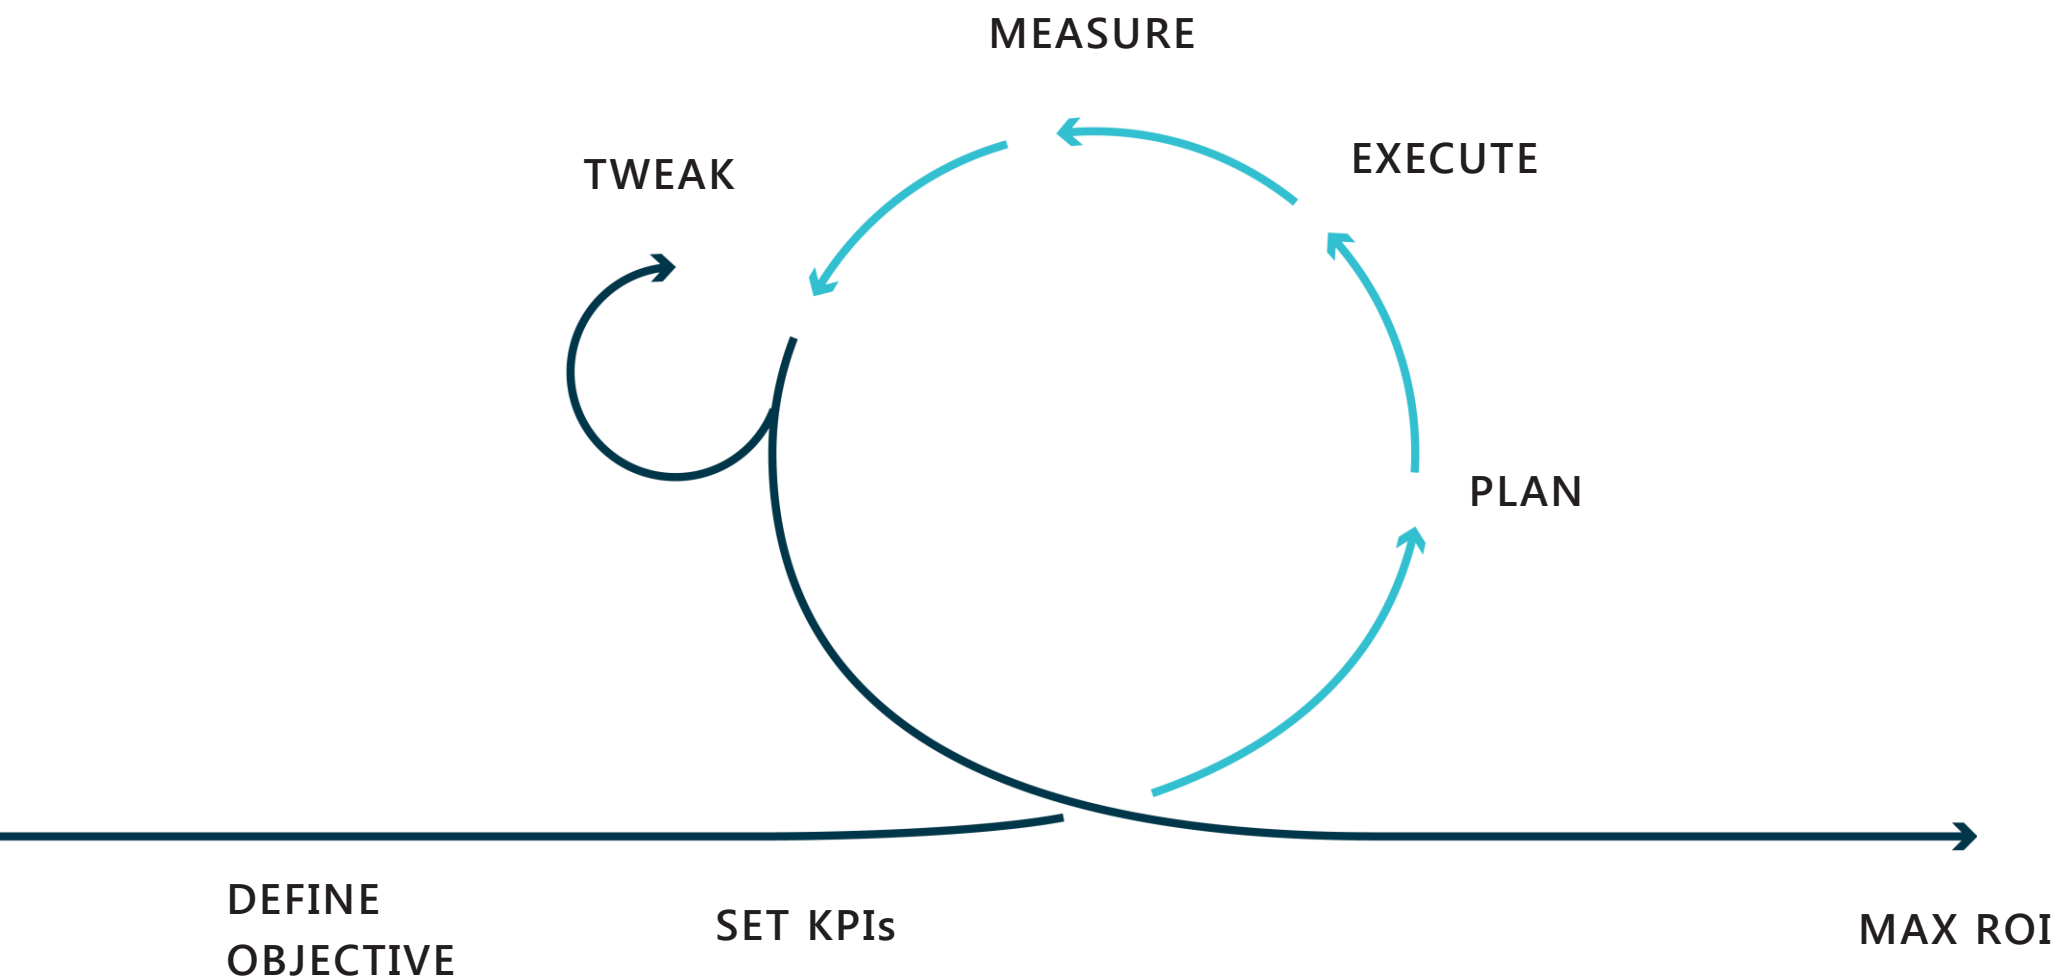 MEASURE
EXECUTE
TWEAK
PLAN
DEFINE
OBJECTIVE
SET KPIs
MAX ROI